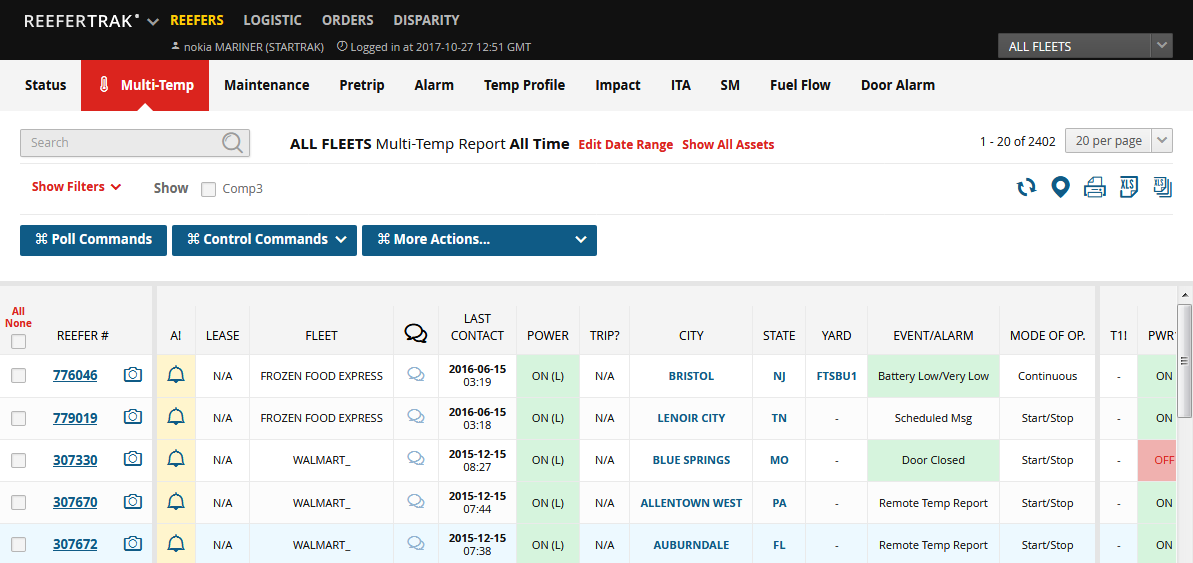 REEFERTRAK
REEFERS LOGISTIC ORDERS DISPARITY
nokia MARINER (STARTRAK) Logged in at 2017-10-27 12:51 GMT
ALL FLEETS
Status Multi-Temp Maintenance Pretrip Alarm Temp Profile Impact ITA SM Fuel Flow Door Alarm
Search
ALL FLEETS Multi-Temp Report All Time Edit Date Range Show All Assets
1 - 20 of 2402 20 per page
Show Filters Show Comp3
XLS XLS
⌘ Poll Commands ⌘ Control Commands ⌘ More Actions...
All
None
REEFER # A! LEASE FLEET LAST CONTACT POWER TRIP? CITY STATE YARD EVENT/ALARM MODE OF OP. T1! PWR
776046 N/A FROZEN FOOD EXPRESS 2016-06-15 03:19 ON (L) N/A BRISTOL NJ FTSBU1 Battery Low/Very Low Continuous - ON
779019 N/A FROZEN FOOD EXPRESS 2016-06-15 03:18 ON (L) N/A LENOIR CITY TN - Scheduled Msg Start/Stop - ON
307330 N/A WALMART_ 2015-12-15 08:27 ON (L) N/A BLUE SPRINGS MO - Door Closed Start/Stop - OFF
307670 N/A WALMART_ 2015-12-15 07:44 ON (L) N/A ALLENTOWN WEST PA - Remote Temp Report Start/Stop - ON
307672 N/A WALMART_ 2015-12-15 07:38 ON (L) N/A AUBURNDALE FL - Remote Temp Report Start/Stop - ON